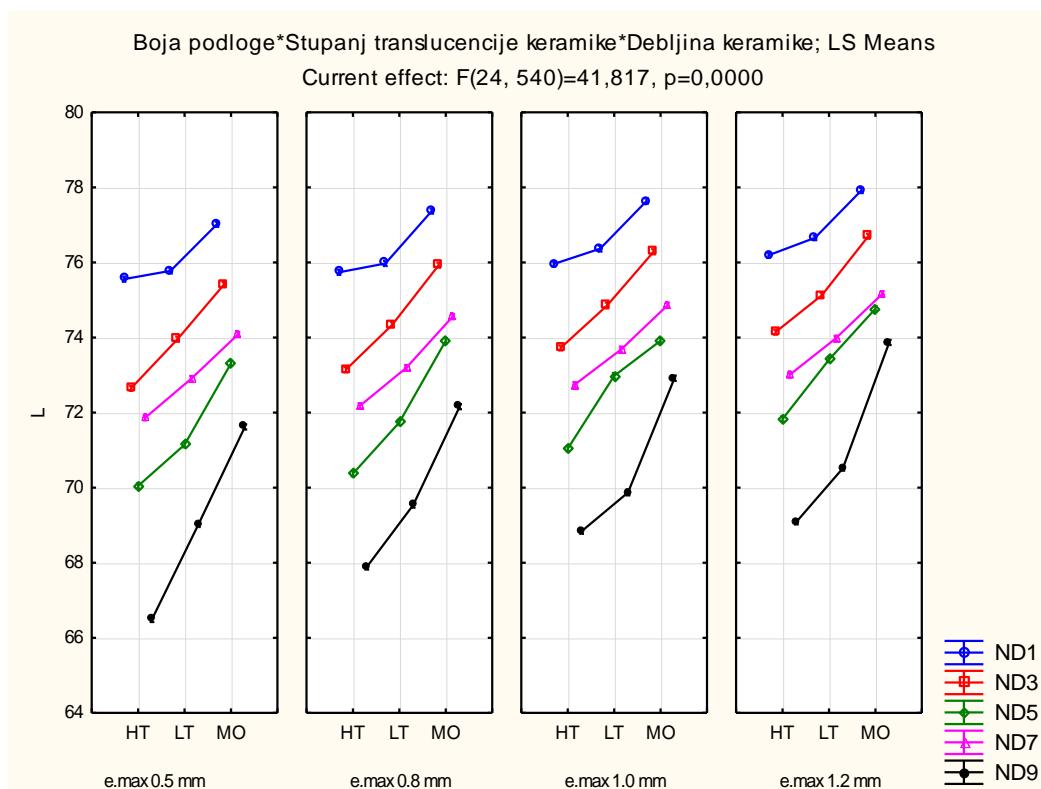 Boja podloge*Stupanj translucencije keramike*Debljina keramike; LS Means
Current effect: F(24, 540)=41,817, p=0,0000
80
78
76
74
72
70
68
66
64
L
HT LT MO HT LT MO HT LT MO HT LT MO
e.max 0.5 mm e.max 0.8 mm e.max 1.0 mm e.max 1.2 mm
ND1
ND3
ND5
ND7
ND9